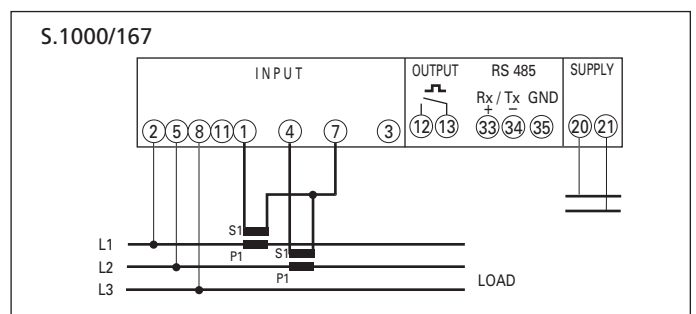 S.1000/167
INPUT OUTPUT RS 485 SUPPLY
Rx / Tx GND
+ −
2 5 8 11 1 4 7 3 12 13 33 34 35 20 21
S1
L1
P1 S1
L2
P1 LOAD
L3